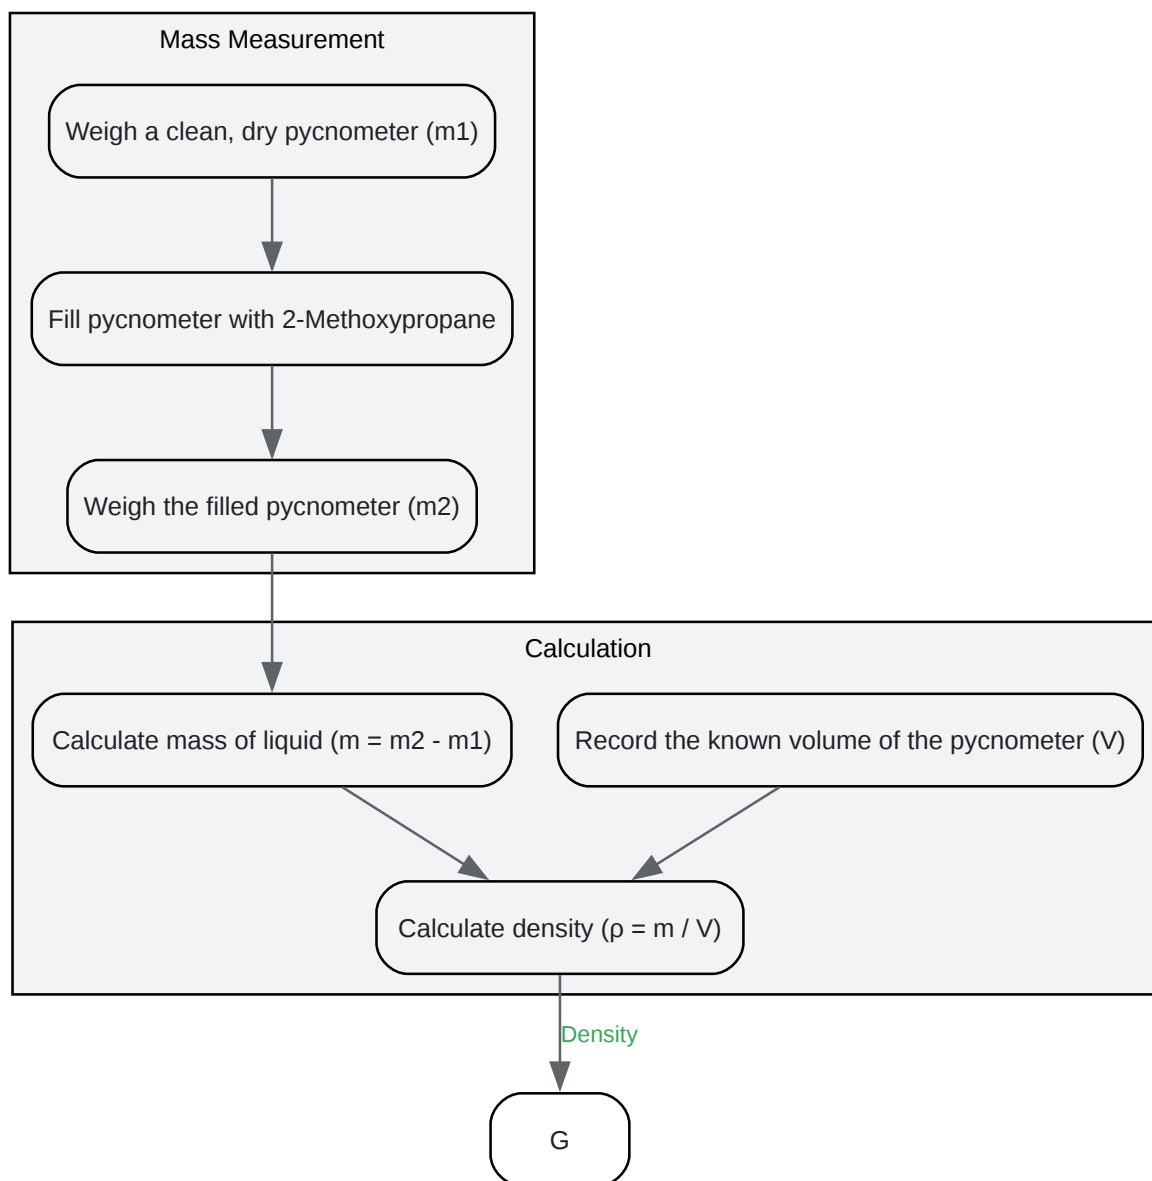 Mass Measurement
Weigh a clean, dry pycnometer (m1)
Fill pycnometer with 2-Methoxypropane
Weigh the filled pycnometer (m2)
Calculation
Calculate mass of liquid (m = m2 - m1)
Record the known volume of the pycnometer (V)
Calculate density (ρ = m / V)
Density
G